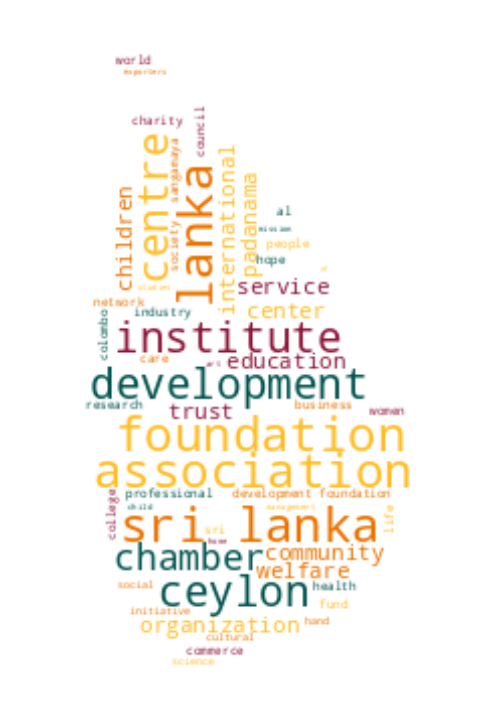 world
exporters
charity
council
centre
sangamaya
lanka
international
padanama
children
society
al
mission
people
hope
service
network
industry
center
colombo
institute
care
art
education
development
research
trust
business
women
foundation
association
college
professional
development foundation
child
management
sri lanka
sri
home
life
chamber
community
welfare
social
ceylon
health
fund
initiative
organization
hand
cultural
commerce
science